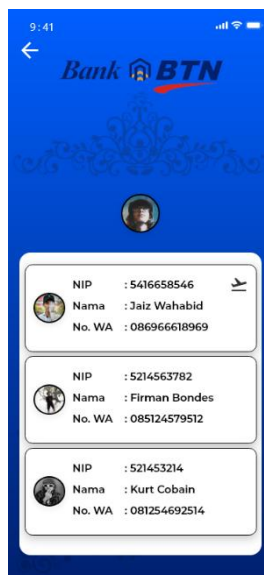 9:41
Bank BTN
NIP : 5416658546
Nama : Jaiz Wahabid
No. WA : 086966618969
NIP : 5214563782
Nama : Firman Bondes
No. WA : 085124579512
NIP : 521453214
Nama : Kurt Cobain
No. WA : 081254692514